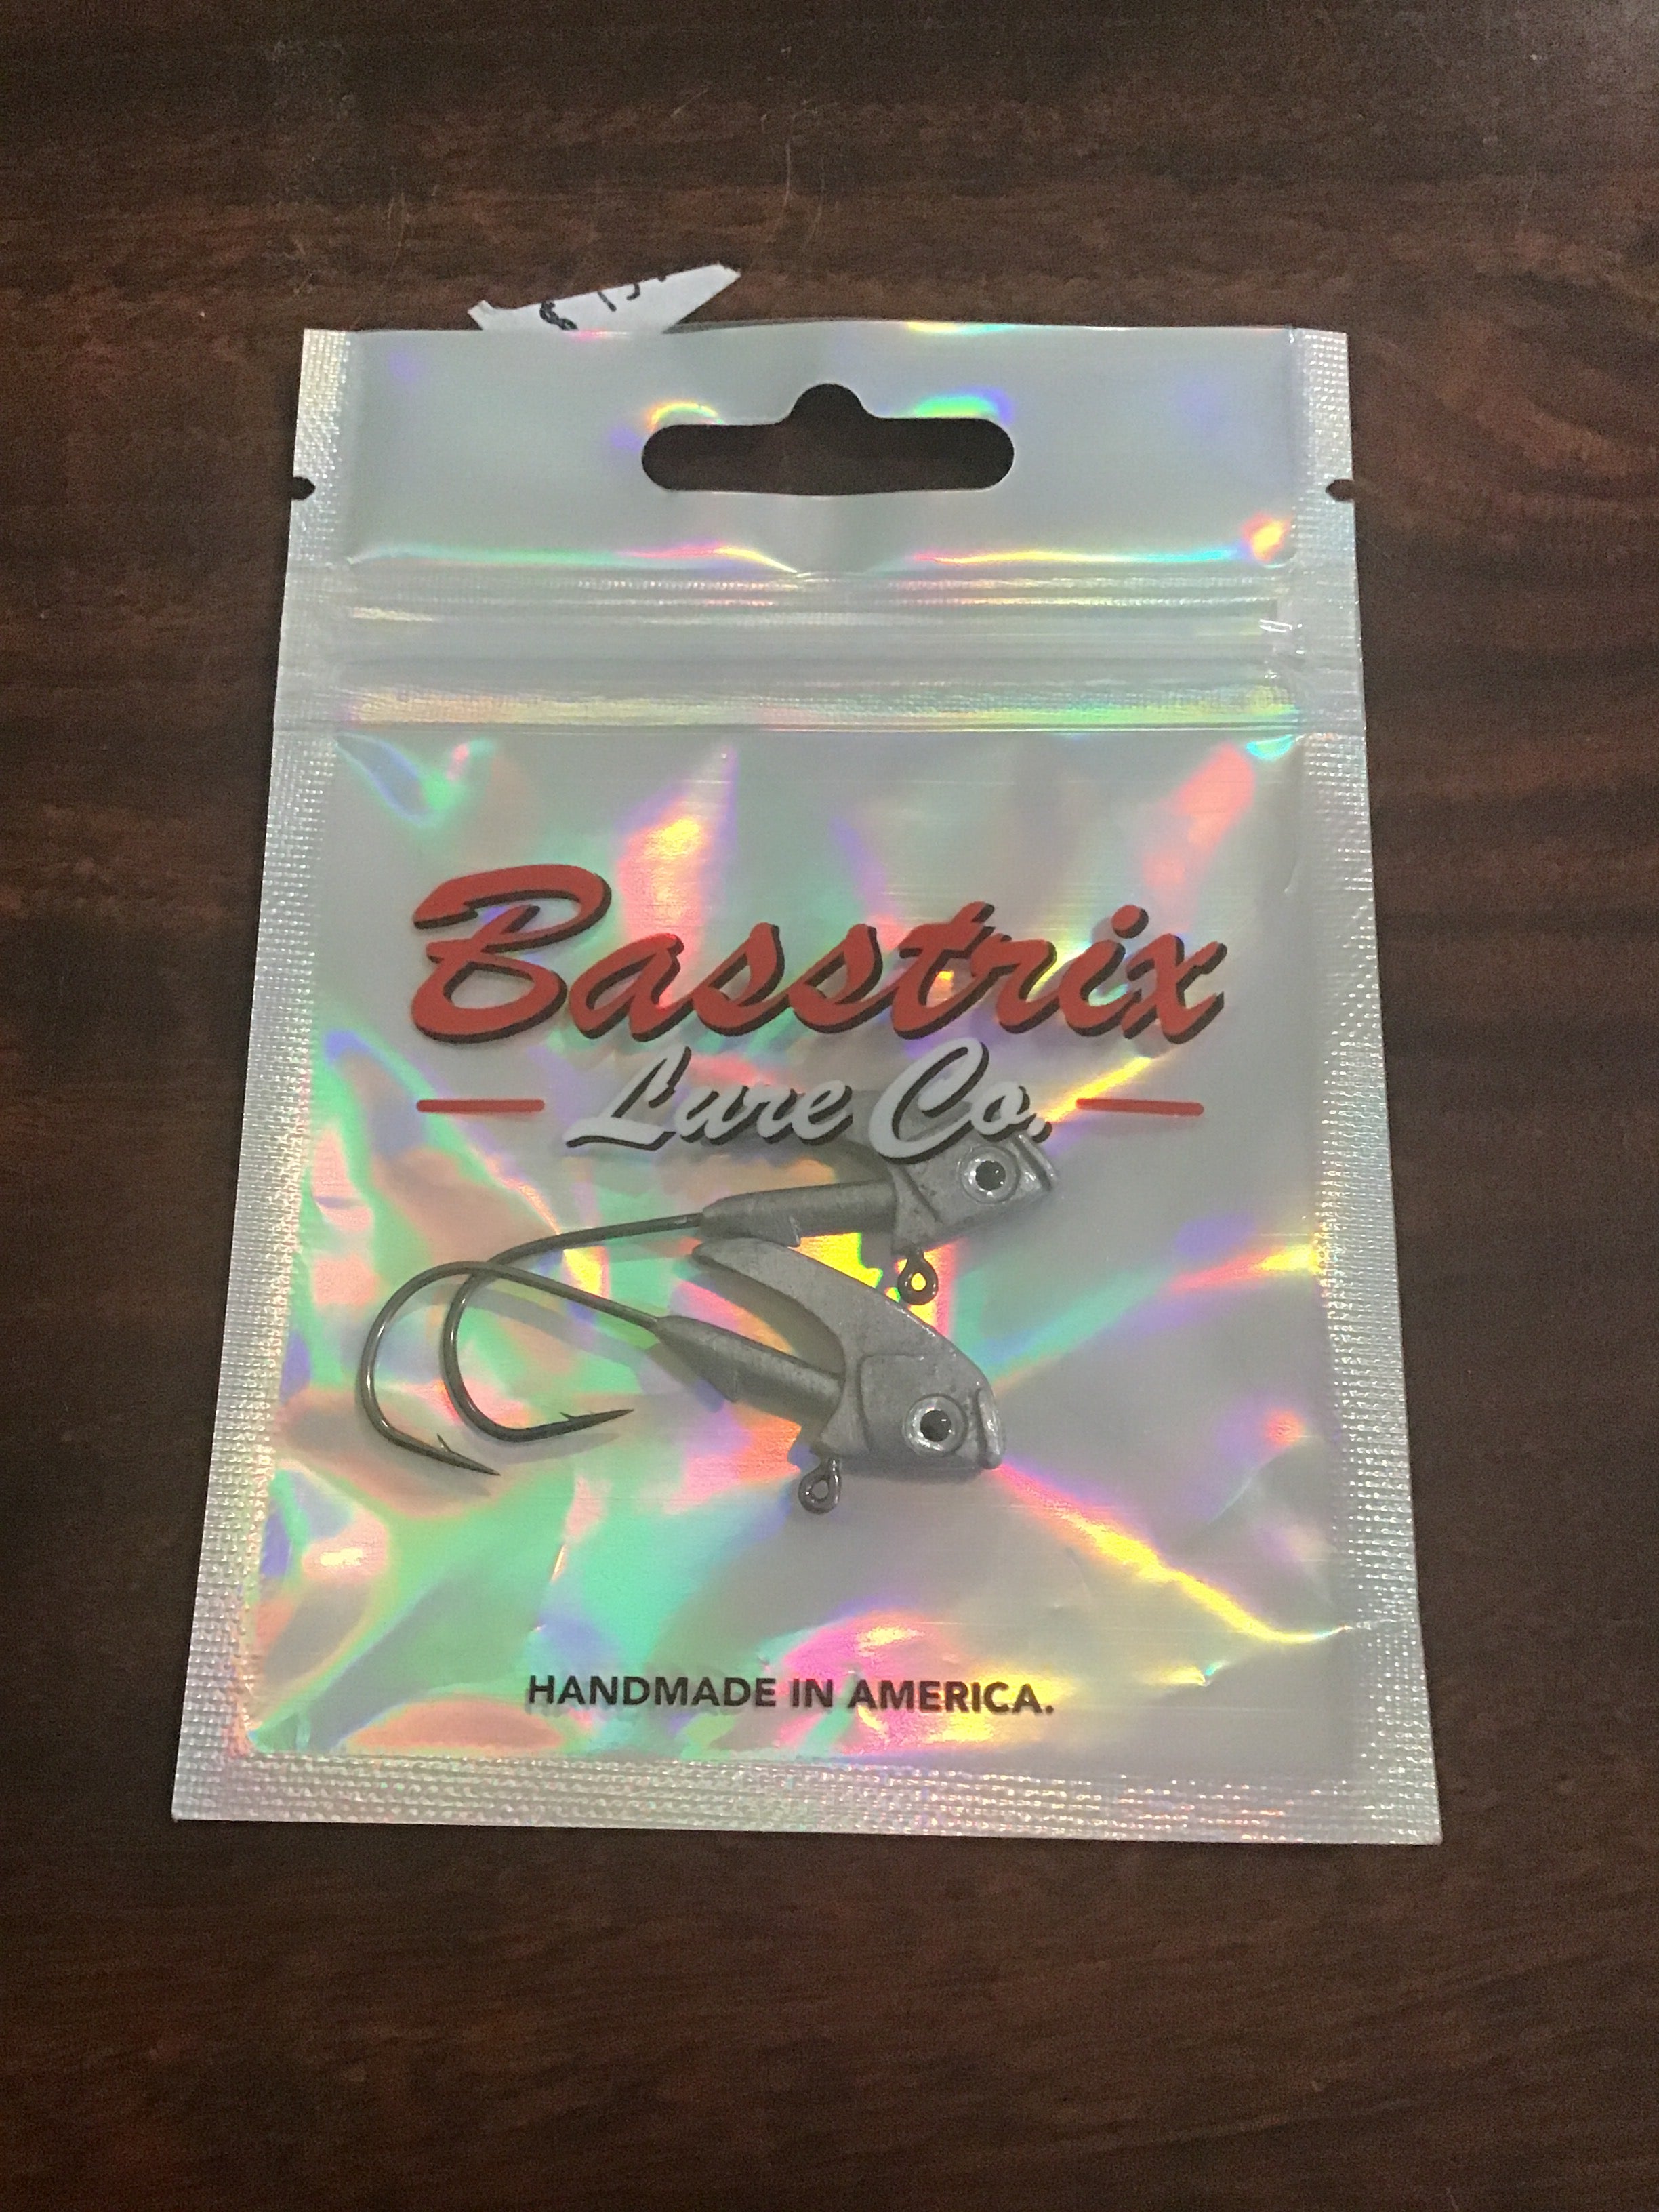 Basstrix
Lure Co.
HANDMADE IN AMERICA.